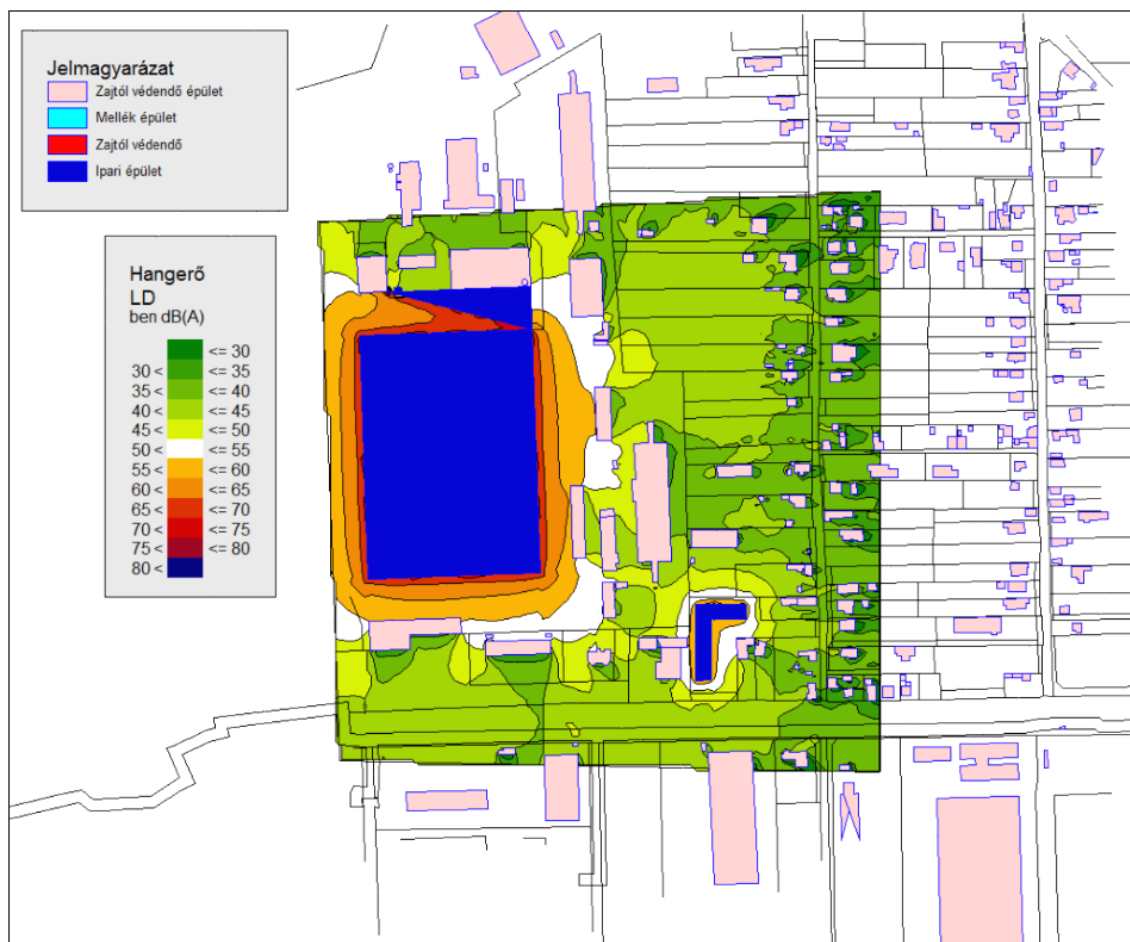 Jelmagyarázat
Zajtól védendő épület
Mellék épület
Zajtól védendő
Ipari épület
Hangerő
LD
ben dB(A)
<= 30
30 < <= 35
35 < <= 40
40 < <= 45
45 < <= 50
50 < <= 55
55 < <= 60
60 < <= 65
65 < <= 70
70 < <= 75
75 < <= 80
80 <